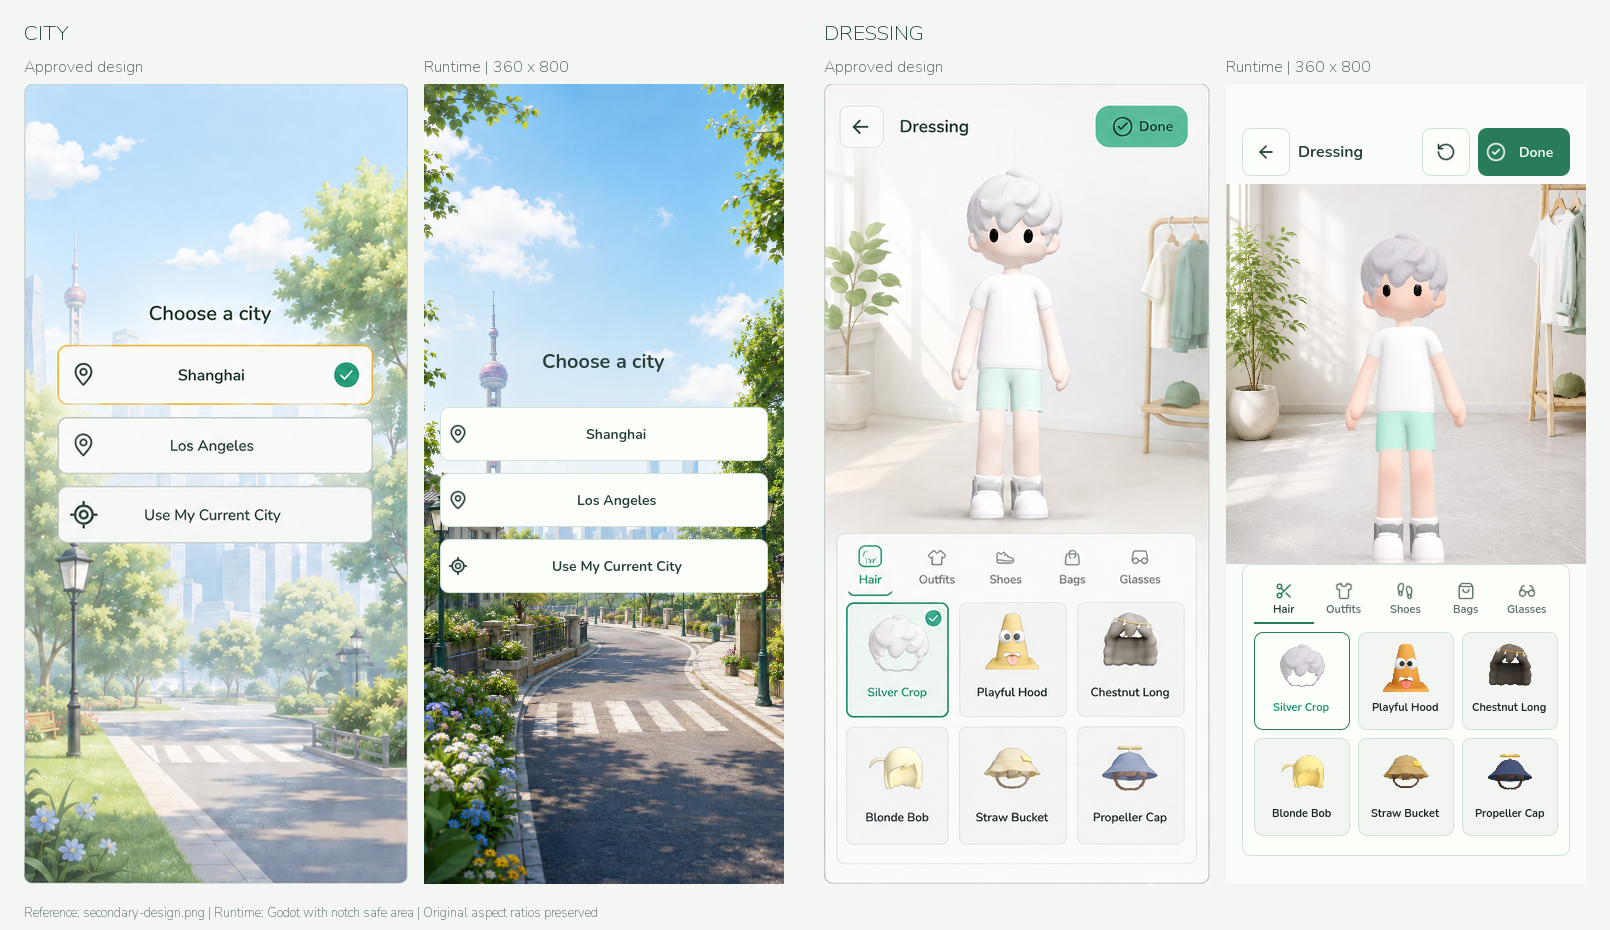 CITY
Approved design
Runtime | 360 x 800
Choose a city
Shanghai
Los Angeles
Use My Current City
Choose a city
Shanghai
Los Angeles
Use My Current City
DRESSING
Approved design
Runtime | 360 x 800
Dressing
Done
Hair
Outfits
Shoes
Bags
Glasses
Silver Crop
Playful Hood
Chestnut Long
Blonde Bob
Straw Bucket
Propeller Cap
Dressing
Done
Hair
Outfits
Shoes
Bags
Glasses
Silver Crop
Playful Hood
Chestnut Long
Blonde Bob
Straw Bucket
Propeller Cap
Reference: secondary-design.png | Runtime: Godot with notch safe area | Original aspect ratios preserved